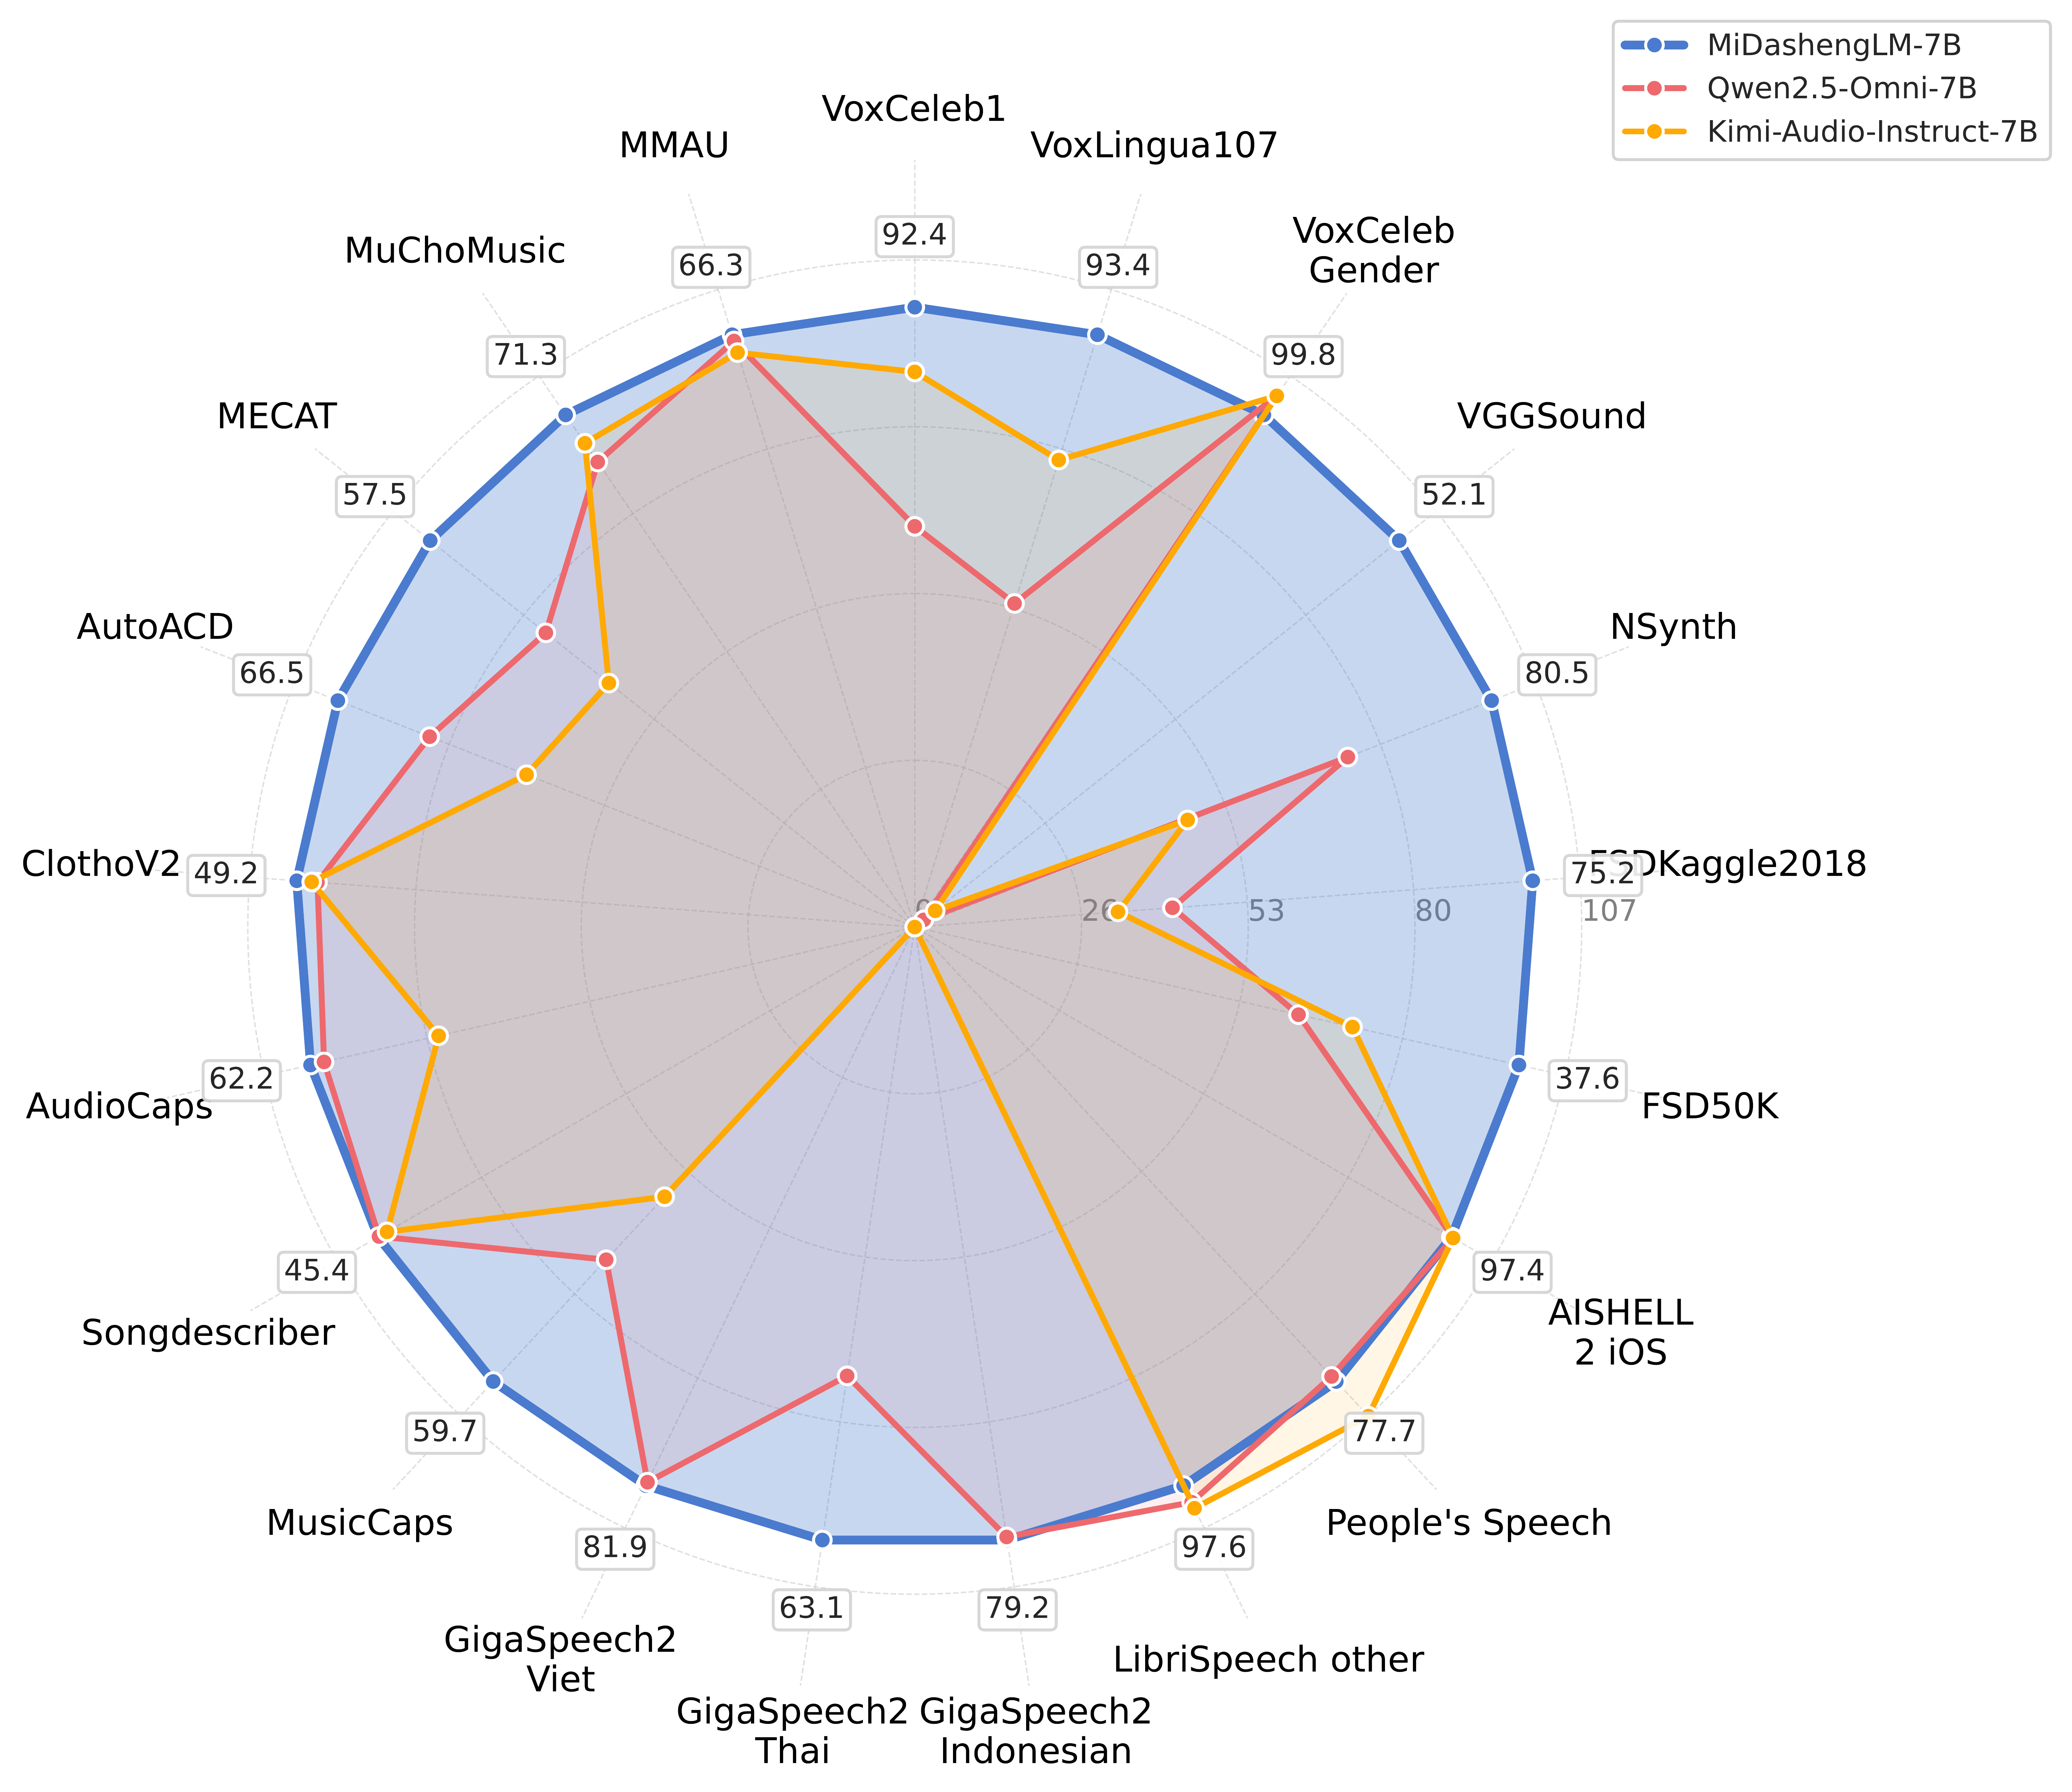 MiDashengLM-7B
Qwen2.5-Omni-7B
Kimi-Audio-Instruct-7B
VoxCeleb1
92.4
VoxLingua107
93.4
VoxCeleb
Gender
99.8
VGGSound
52.1
NSynth
80.5
FSDKaggle2018
75.2
FSD50K
37.6
AISHELL
2 iOS
97.4
People's Speech
77.7
LibriSpeech other
97.6
GigaSpeech2
Indonesian
79.2
GigaSpeech2
Thai
63.1
GigaSpeech2
Viet
81.9
MusicCaps
59.7
Songdescriber
45.4
AudioCaps
62.2
ClothoV2
49.2
AutoACD
66.5
MECAT
57.5
MuChoMusic
71.3
MMAU
66.3
0
26
53
80
107